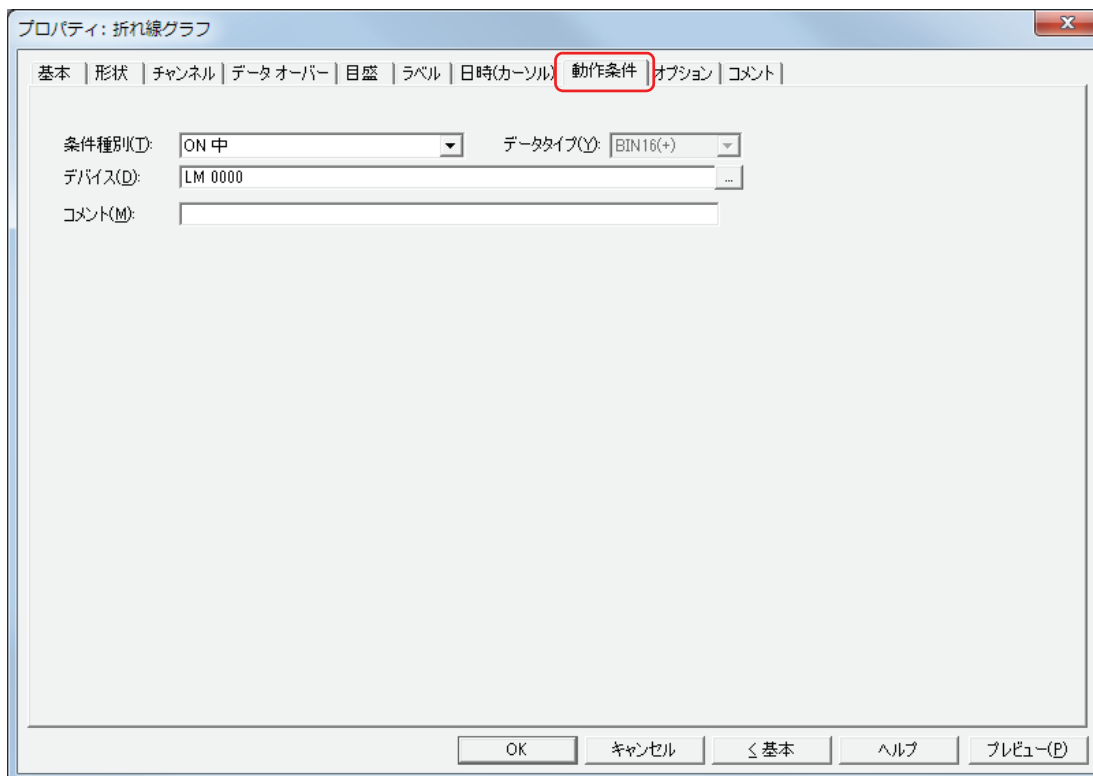 プロパティ: 折れ線グラフ
基本 形状 チャンネル データ オーバー 目盛 ラベル 日時(カーソル) 動作条件 オプション コメント
条件種別(T): ON 中 データタイプ(Y): BIN16(+)
デバイス(D): LM 0000 ...
コメント(M):
OK キャンセル < 基本 ヘルプ プレビュー(P)